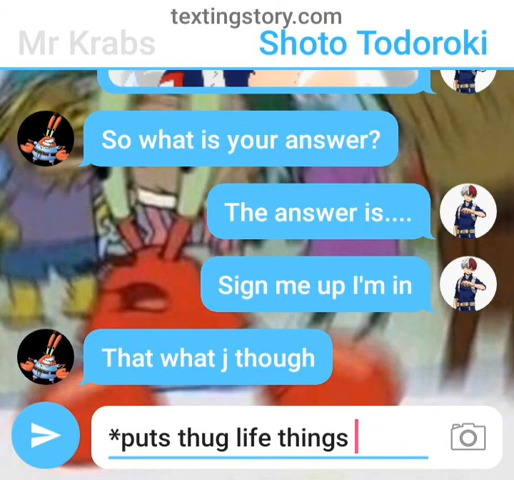 textingstory.com
Mr Krabs
Shoto Todoroki
So what is your answer?
The answer is....
Sign me up I'm in
That what j though
*puts thug life things